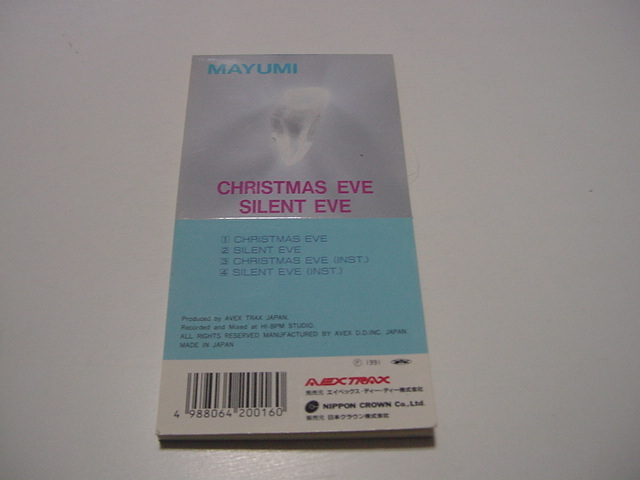 MAYUMI
CHRISTMAS EVE
SILENT EVE
① CHRISTMAS EVE
② SILENT EVE
③ CHRISTMAS EVE (INST.)
④ SILENT EVE (INST.)
Produced by AVEX TRAX JAPAN.
Recorded and Mixed at HI-BPM STUDIO.
ALL RIGHTS RESERVED MANUFACTURED BY AVEX D.D.INC. JAPAN
MADE IN JAPAN
Ⓟ 1991
AVEX TRAX
発売元 エイベックス・ディー・ディー株式会社
NIPPON CROWN Co., Ltd.
販売元 日本クラウン株式会社
4 988064 200160